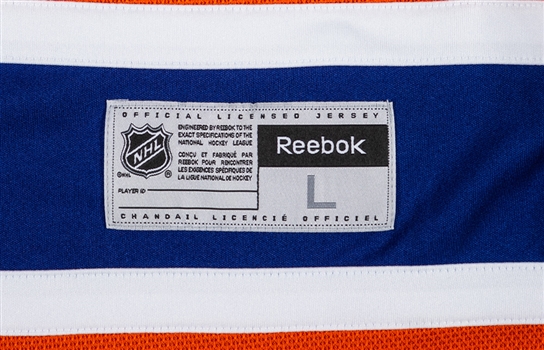 OFFICIAL LICENSED JERSEY
NHL
®NHL ®
ENGINEERED BY REEBOK TO THE
EXACT SPECIFICATIONS OF THE
NATIONAL HOCKEY LEAGUE
CONÇU ET FABRIQUÉ PAR
REEBOK POUR RENCONTRER
LES EXIGENCES SPÉCIFIQUES DE
LA LIGUE NATIONALE DE HOCKEY
PLAYER ID
Reebok
L
CHANDAIL LICENCIÉ OFFICIEL